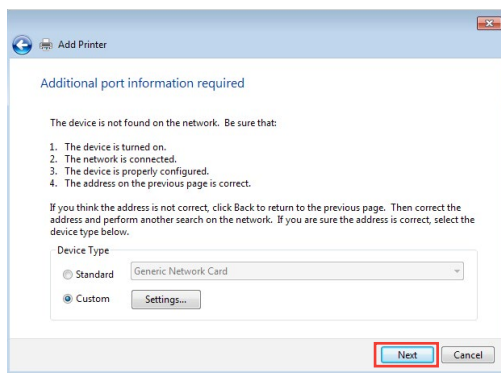 Add Printer
Additional port information required
The device is not found on the network. Be sure that:
1. The device is turned on.
2. The network is connected.
3. The device is properly configured.
4. The address on the previous page is correct.
If you think the address is not correct, click Back to return to the previous page. Then correct the
address and perform another search on the network. If you are sure the address is correct, select the
device type below.
Device Type
Standard Generic Network Card
Custom Settings...
Next Cancel